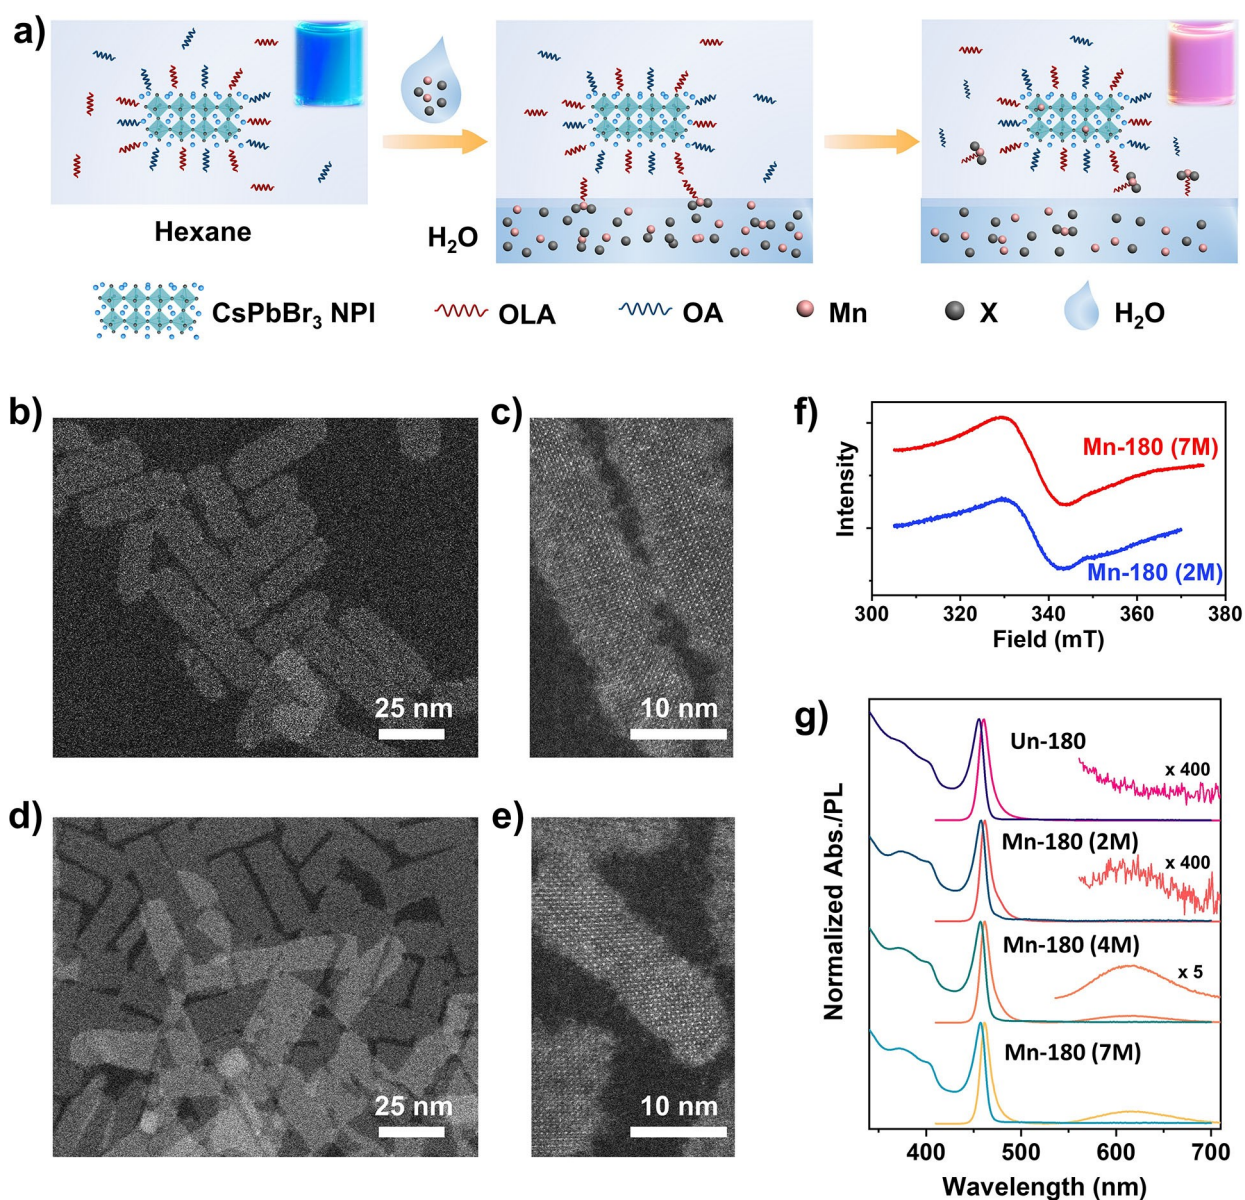 a)
Hexane
H2O
CsPbBr3 NPl
OLA
OA
Mn
X
H2O
b)
25 nm
c)
10 nm
d)
25 nm
e)
10 nm
f)
Intensity
Mn-180 (7M)
Mn-180 (2M)
300 320 340 360 380
Field (mT)
g)
Normalized Abs./PL
Un-180
x 400
Mn-180 (2M)
x 400
Mn-180 (4M)
x 5
Mn-180 (7M)
400 500 600 700
Wavelength (nm)